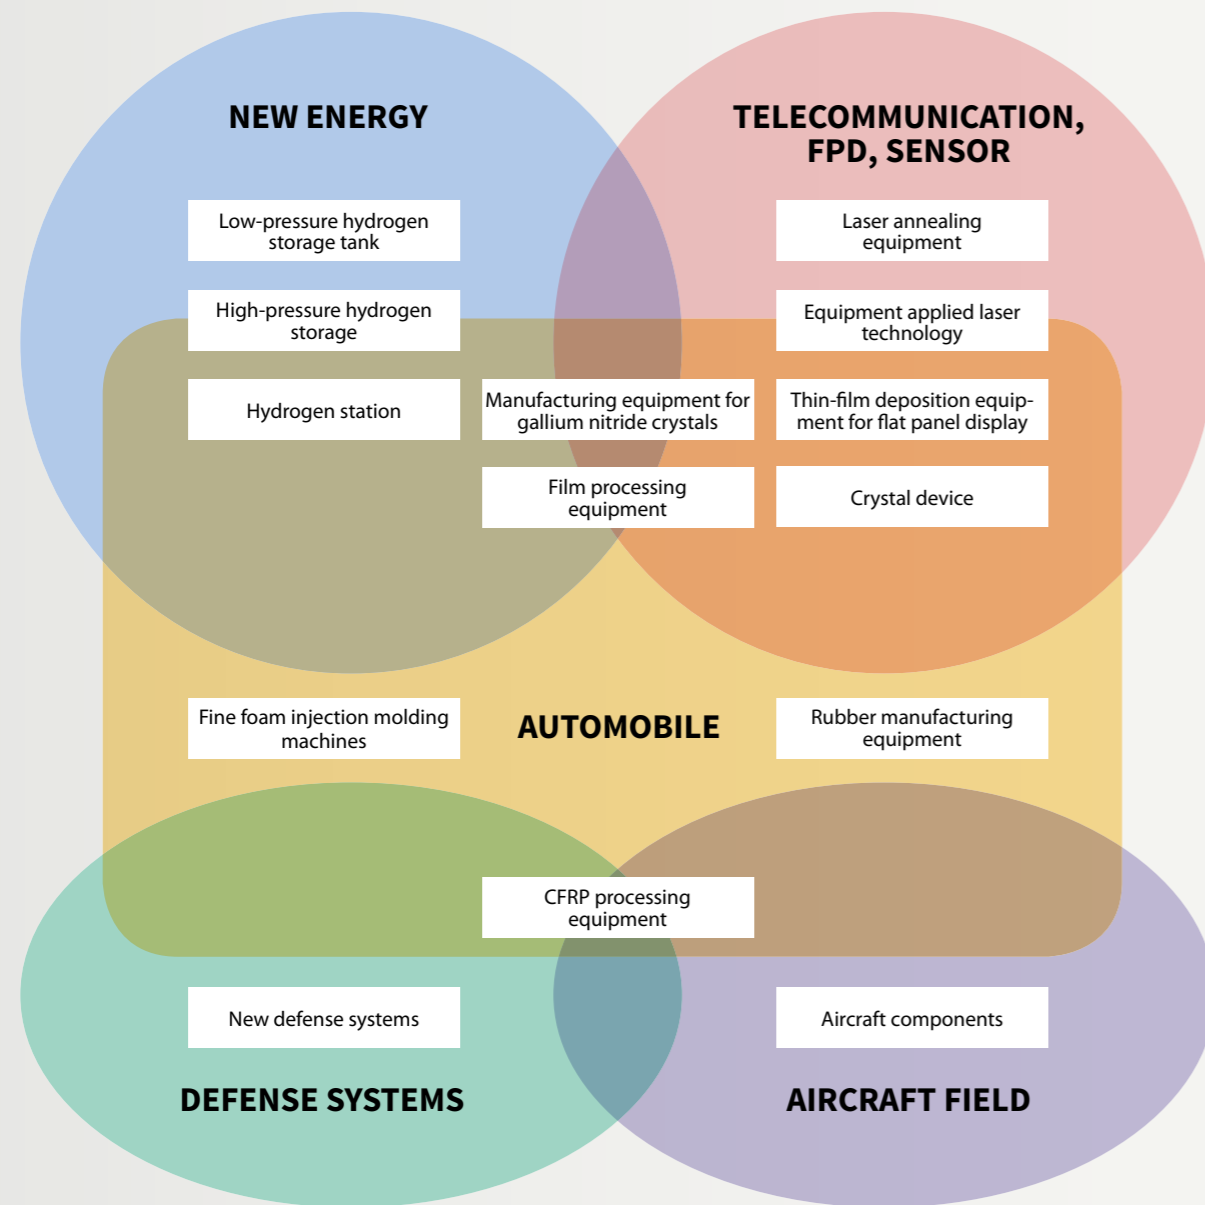 NEW ENERGY
Low-pressure hydrogen
storage tank
High-pressure hydrogen
storage
Hydrogen station
TELECOMMUNICATION,
FPD, SENSOR
Laser annealing
equipment
Equipment applied laser
technology
Manufacturing equipment for
gallium nitride crystals
Thin-film deposition equip-
ment for flat panel display
Film processing
equipment
Crystal device
Fine foam injection molding
machines
AUTOMOBILE
Rubber manufacturing
equipment
CFRP processing
equipment
New defense systems
DEFENSE SYSTEMS
Aircraft components
AIRCRAFT FIELD